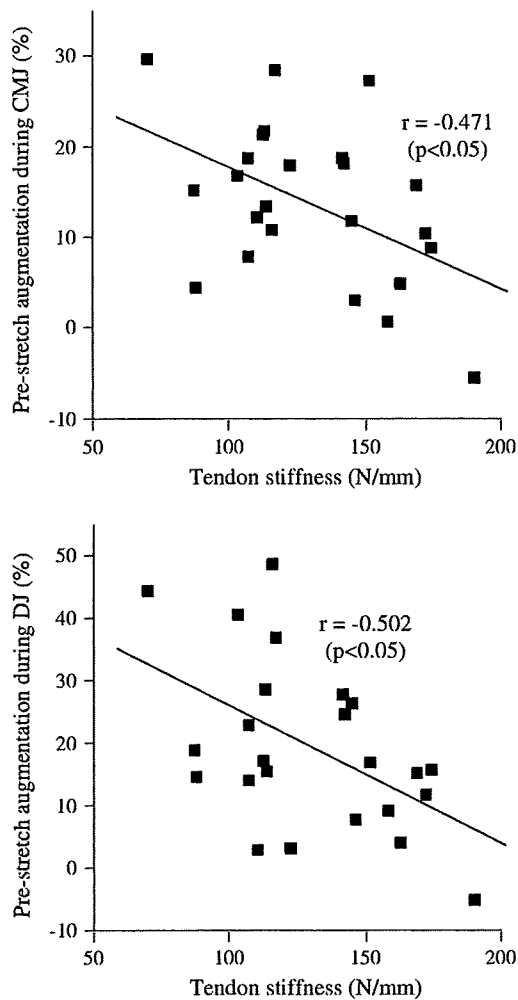 Pre-stretch augmentation during CMJ (%)
30
20
10
0
-10
r = -0.471
(p<0.05)
50 100 150 200
Tendon stiffness (N/mm)
Pre-stretch augmentation during DJ (%)
50
40
30
20
10
0
-10
r = -0.502
(p<0.05)
50 100 150 200
Tendon stiffness (N/mm)